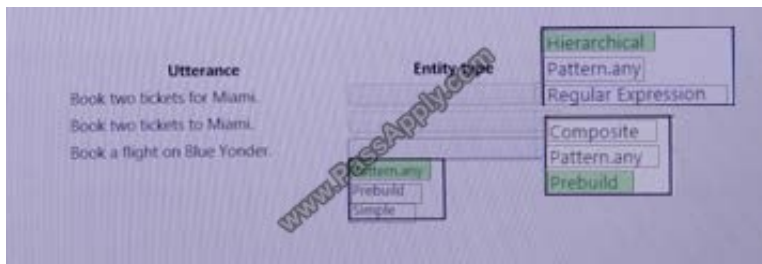 Hierarchical
Utterance Entity type Pattern.any
Book two tickets for Miami. Regular Expression
Book two tickets to Miami. Composite
Book a flight on Blue Yonder. Pattern.any
Pattern.any Prebuild
Prebuild
Simple
www.PassApply.com